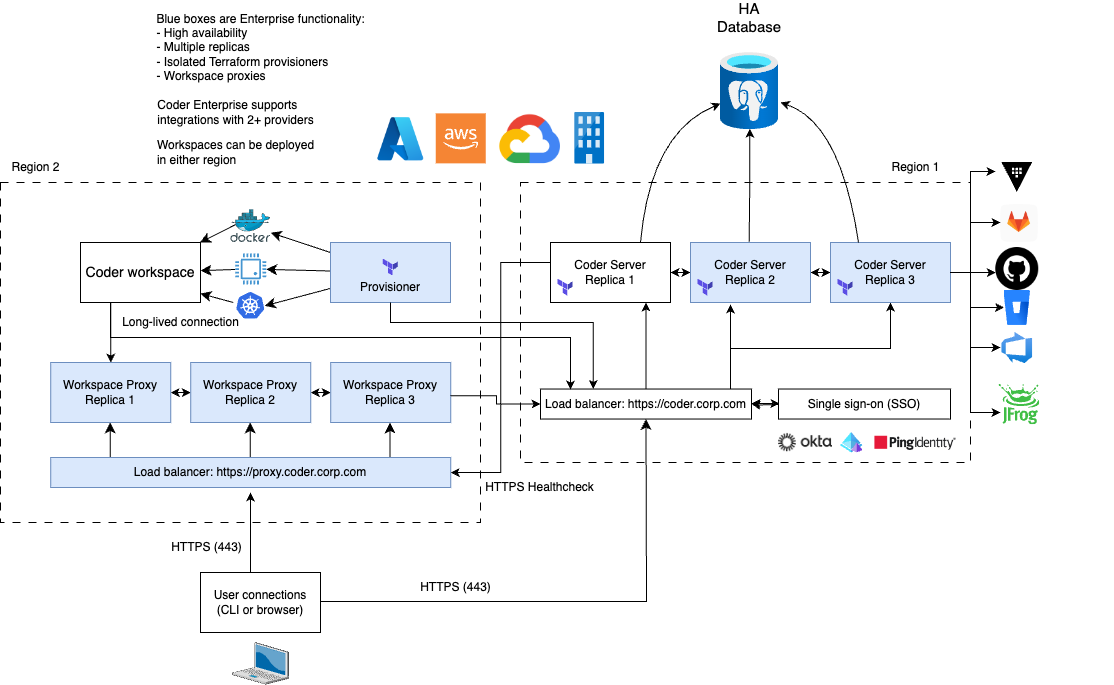 HA
Database
Blue boxes are Enterprise functionality:
- High availability
- Multiple replicas
- Isolated Terraform provisioners
- Workspace proxies
Coder Enterprise supports
integrations with 2+ providers
Workspaces can be deployed
in either region
aws
Region 2
Region 1
docker
Coder workspace
Provisioner
Long-lived connection
Coder Server
Replica 1
Coder Server
Replica 2
Coder Server
Replica 3
Workspace Proxy
Replica 1
Workspace Proxy
Replica 2
Workspace Proxy
Replica 3
Load balancer: https://coder.corp.com
Single sign-on (SSO)
JFrog
okta
PingIdentity
Load balancer: https://proxy.coder.corp.com
HTTPS Healthcheck
HTTPS (443)
HTTPS (443)
User connections
(CLI or browser)